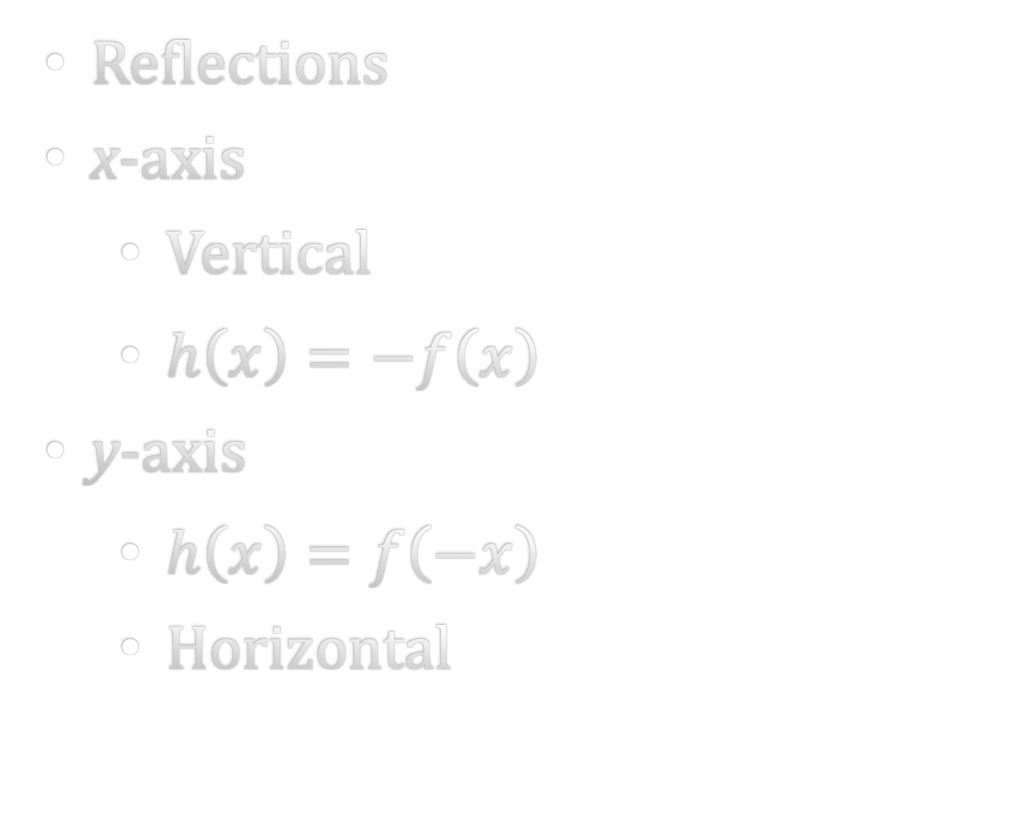 Reflections
x-axis
Vertical
h(x) = −f(x)
y-axis
h(x) = f(−x)
Horizontal